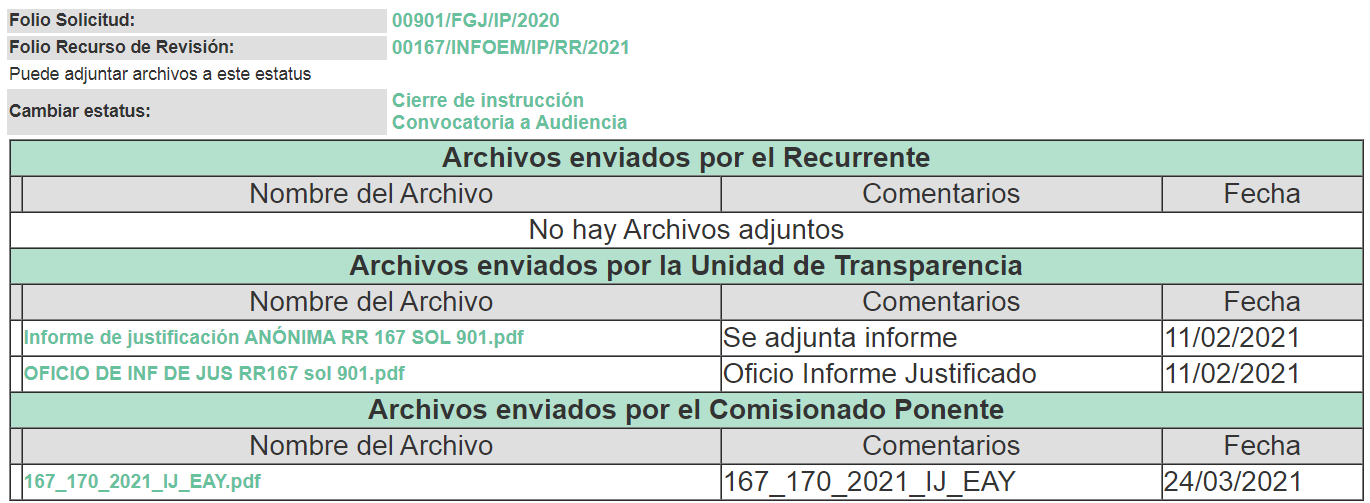 Folio Solicitud: 00901/FGJ/IP/2020
Folio Recurso de Revisión: 00167/INFOEM/IP/RR/2021
Puede adjuntar archivos a este estatus
Cambiar estatus: Cierre de instrucción
Convocatoria a Audiencia
Archivos enviados por el Recurrente
Nombre del Archivo Comentarios Fecha
No hay Archivos adjuntos
Archivos enviados por la Unidad de Transparencia
Nombre del Archivo Comentarios Fecha
Informe de justificación ANÓNIMA RR 167 SOL 901.pdf Se adjunta informe 11/02/2021
OFICIO DE INF DE JUS RR167 sol 901.pdf Oficio Informe Justificado 11/02/2021
Archivos enviados por el Comisionado Ponente
Nombre del Archivo Comentarios Fecha
167_170_2021_IJ_EAY.pdf 167_170_2021_IJ_EAY 24/03/2021